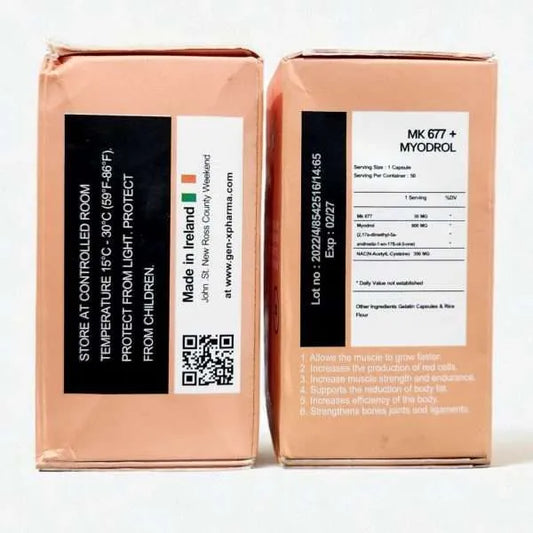 STORE AT CONTROLLED ROOM
TEMPERATURE 15°C - 30°C (59°F-86°F).
PROTECT FROM LIGHT. PROTECT
FROM CHILDREN.
Made in Ireland
John .St. New Ross County Weekend
at www.gen-xpharma.com
Lot no : 2022/4/8542516/14:65
Exp : 02/27
MK 677 +
MYODROL
Serving Size : 1 Capsule
Serving Per Container : 50
1 Serving %DV
Mk 677 MG *
Myodrol MG *
NAC(N-Acetyl-L-Cysteine) MG *
* Daily Value not established
Other Ingredients Gelatin Capsules & Rice
Flour
1. Allows the muscle to grow faster.
2. Increases the production of red cells.
3. Increase muscle strength and endurance.
4. Supports the reduction of body fat.
5. Increases efficiency of the body.
6. Strengthens bones joints and ligaments.